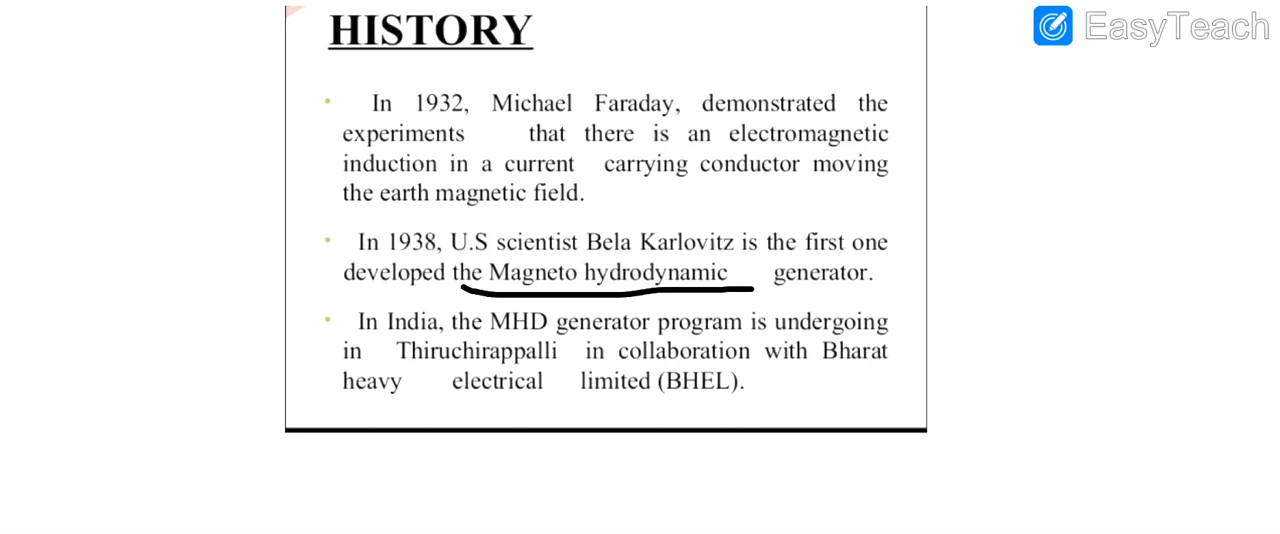 HISTORY
EasyTeach
• In 1932, Michael Faraday, demonstrated the
experiments that there is an electromagnetic
induction in a current carrying conductor moving
the earth magnetic field.
• In 1938, U.S scientist Bela Karlovitz is the first one
developed the Magneto hydrodynamic generator.
• In India, the MHD generator program is undergoing
in Thiruchirappalli in collaboration with Bharat
heavy electrical limited (BHEL).